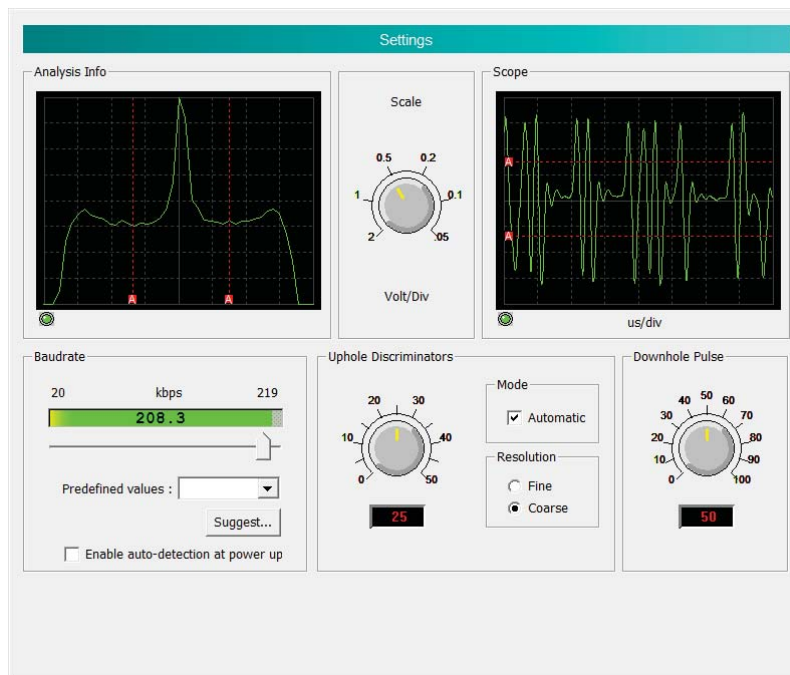 Settings
Analysis Info
A
A
Scale
0.5
0.2
1
0.1
2
.05
Volt/Div
Scope
A
A
us/div
Baudrate
20
kbps
219
208.3
Predefined values :
Suggest...
Enable auto-detection at power up
Uphole Discriminators
20
30
10
40
0
50
25
Mode
Automatic
Resolution
Fine
Coarse
Downhole Pulse
40
50
60
30
70
20
80
10
90
0
100
50